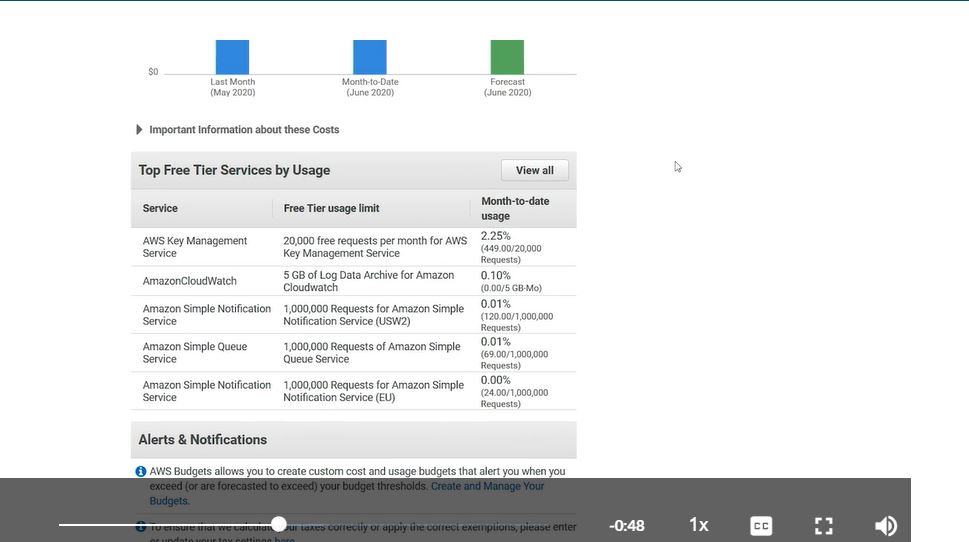 $0
Last Month
(May 2020)
Month-to-Date
(June 2020)
Forecast
(June 2020)
Important Information about these Costs
Top Free Tier Services by Usage
View all
Service
Free Tier usage limit
Month-to-date
usage
AWS Key Management
Service
20,000 free requests per month for AWS
Key Management Service
2.25%
(449.00/20,000
Requests)
AmazonCloudWatch
5 GB of Log Data Archive for Amazon
Cloudwatch
0.10%
(0.00/5 GB-Mo)
Amazon Simple Notification
Service
1,000,000 Requests for Amazon Simple
Notification Service (USW2)
0.01%
(120.00/1,000,000
Requests)
Amazon Simple Queue
Service
1,000,000 Requests of Amazon Simple
Queue Service
0.01%
(69.00/1,000,000
Requests)
Amazon Simple Notification
Service
1,000,000 Requests for Amazon Simple
Notification Service (EU)
0.00%
(24.00/1,000,000
Requests)
Alerts & Notifications
AWS Budgets allows you to create custom cost and usage budgets that alert you when you
exceed (or are forecasted to exceed) your budget thresholds. Create and Manage Your
Budgets.
To ensure that we calculate your taxes correctly or apply the correct exemptions, please enter
or update your tax settings here.
-0:48
1x
CC